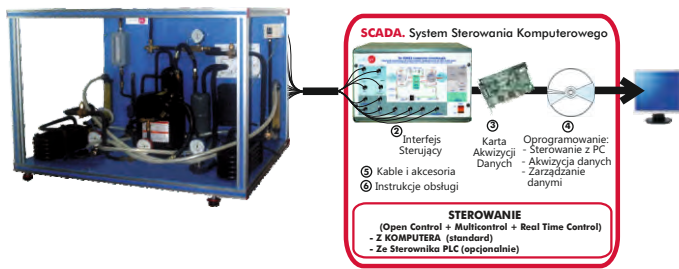 SCADA. System Sterowania Komputerowego
②
Interfejs
Sterujący
③
Karta
Akwizycji
Danych
④
Oprogramowanie:
- Sterowanie z PC
- Akwizycja danych
- Zarządzanie
danymi
⑤ Kable i akcesoria
⑥ Instrukcje obsługi
STEROWANIE
(Open Control + Multicontrol + Real Time Control)
- Z KOMPUTERA (standard)
- Ze Sterownika PLC (opcjonalnie)